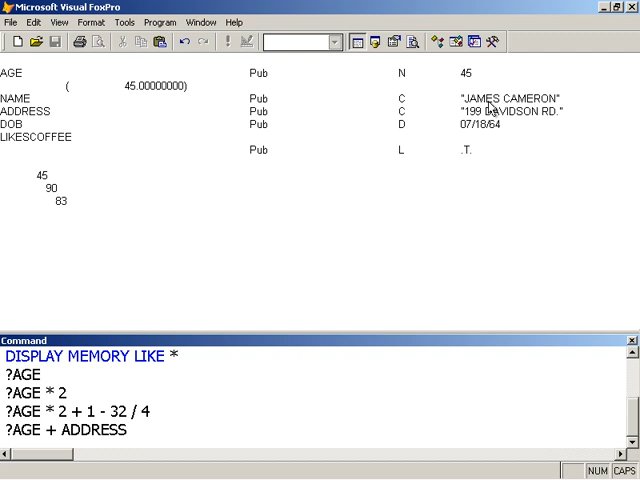 Microsoft Visual FoxPro
File Edit View Format Tools Program Window Help
AGE Pub N 45
( 45.00000000)
NAME Pub C "JAMES CAMERON"
ADDRESS Pub C "199 DAVIDSON RD."
DOB Pub D 07/18/64
LIKESCOFFEE
Pub L .T.
45
90
83
Command
DISPLAY MEMORY LIKE *
?AGE
?AGE * 2
?AGE * 2 + 1 - 32 / 4
?AGE + ADDRESS
NUM CAPS